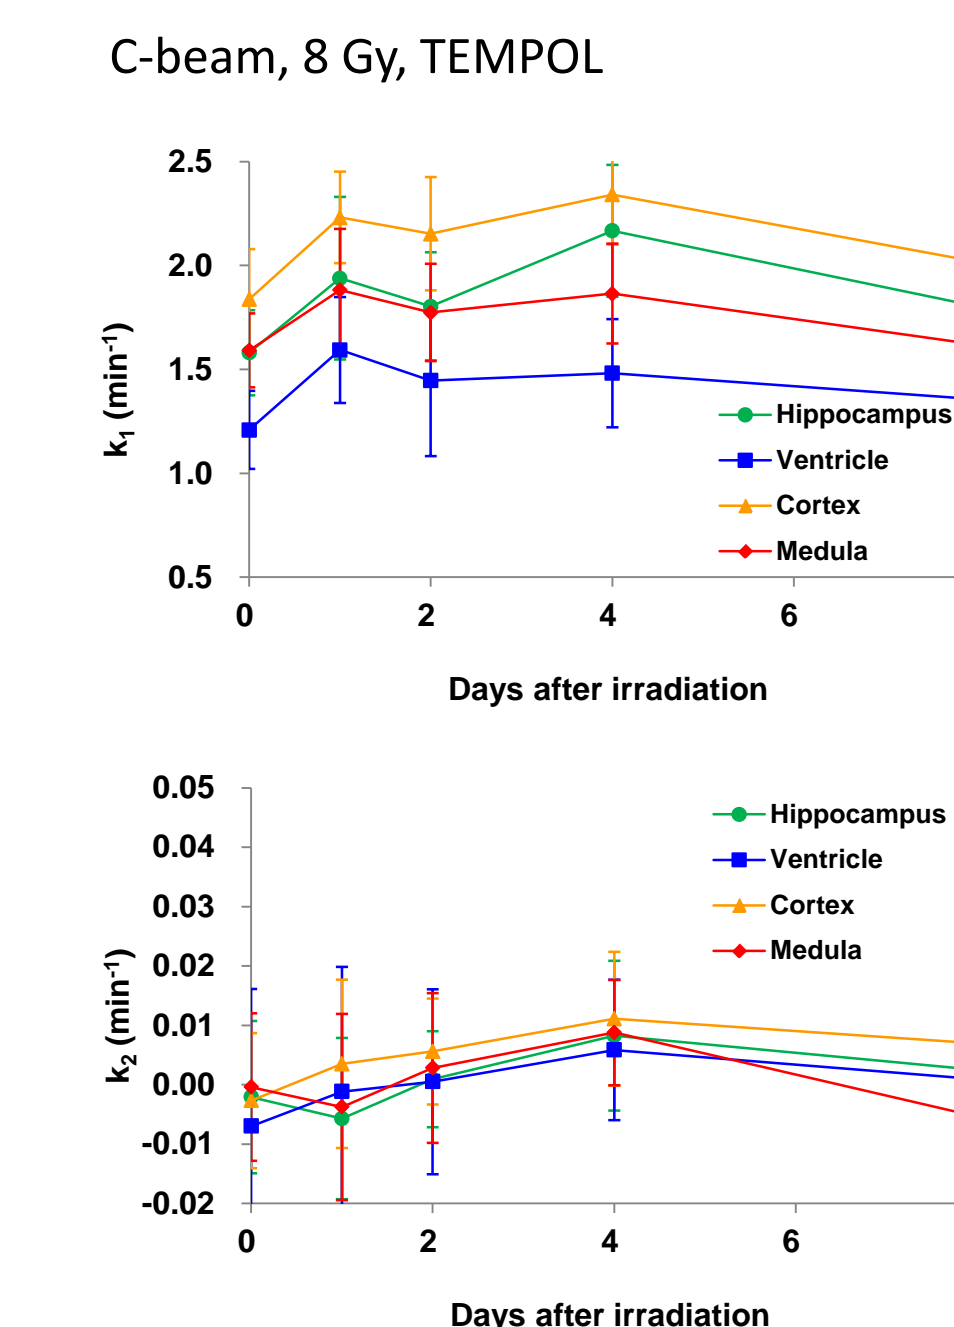 C-beam, 8 Gy, TEMPOL
2.5
2.0
1.5
1.0
0.5
k₁ (min⁻¹)
Hippocampus
Ventricle
Cortex
Medula
0 2 4 6
Days after irradiation
0.05
0.04
0.03
0.02
0.01
0.00
-0.01
-0.02
k₂ (min⁻¹)
Hippocampus
Ventricle
Cortex
Medula
0 2 4 6
Days after irradiation